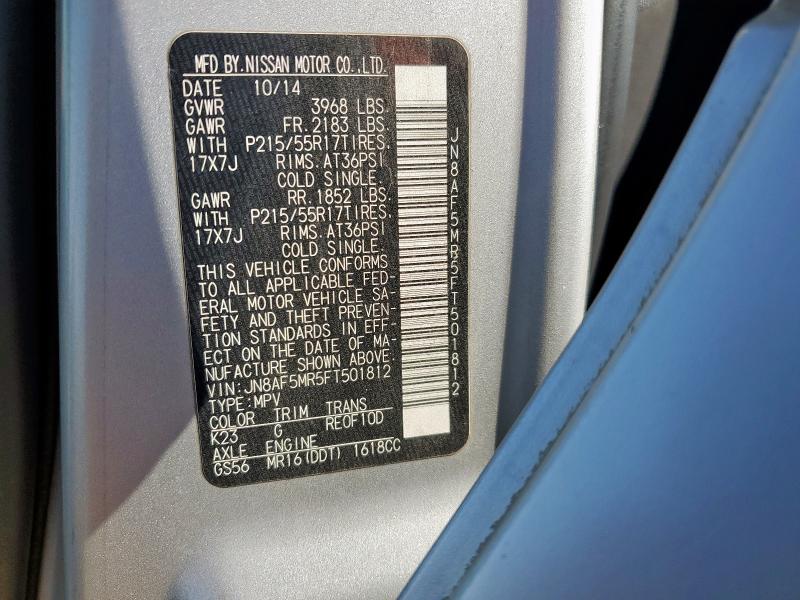 MFD BY.NISSAN MOTOR CO.,LTD.
DATE 10/14
GVWR 3968 LBS.
GAWR FR.2183 LBS.
WITH P215/55R17TIRES.
17X7J RIMS.AT36PSI
COLD SINGLE.
GAWR RR.1852 LBS.
WITH P215/55R17TIRES.
17X7J RIMS.AT36PSI
COLD SINGLE.
THIS VEHICLE CONFORMS
TO ALL APPLICABLE FED-
ERAL MOTOR VEHICLE SA-
FETY AND THEFT PREVEN-
TION STANDARDS IN EFF-
ECT ON THE DATE OF MA-
NUFACTURE SHOWN ABOVE.
VIN:JN8AF5MR5FT501812
TYPE:MPV
COLOR TRIM TRANS
K23 G RE0F10D
AXLE ENGINE
GS56 MR16(DDT) 1618CC
JN8AF5MR5FT501812